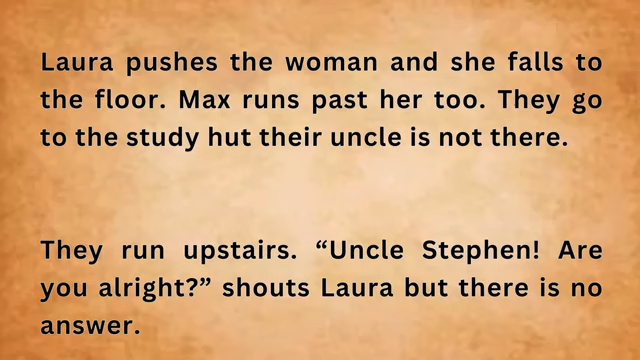 Laura pushes the woman and she falls to
the floor. Max runs past her too. They go
to the study hut their uncle is not there.
They run upstairs. “Uncle Stephen! Are
you alright?” shouts Laura but there is no
answer.